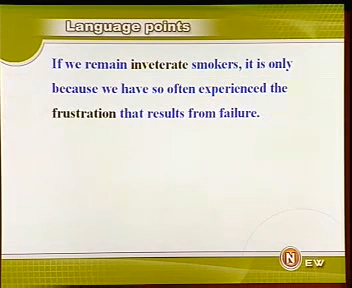 Language points
If we remain inveterate smokers, it is only
because we have so often experienced the
frustration that results from failure.
NEW